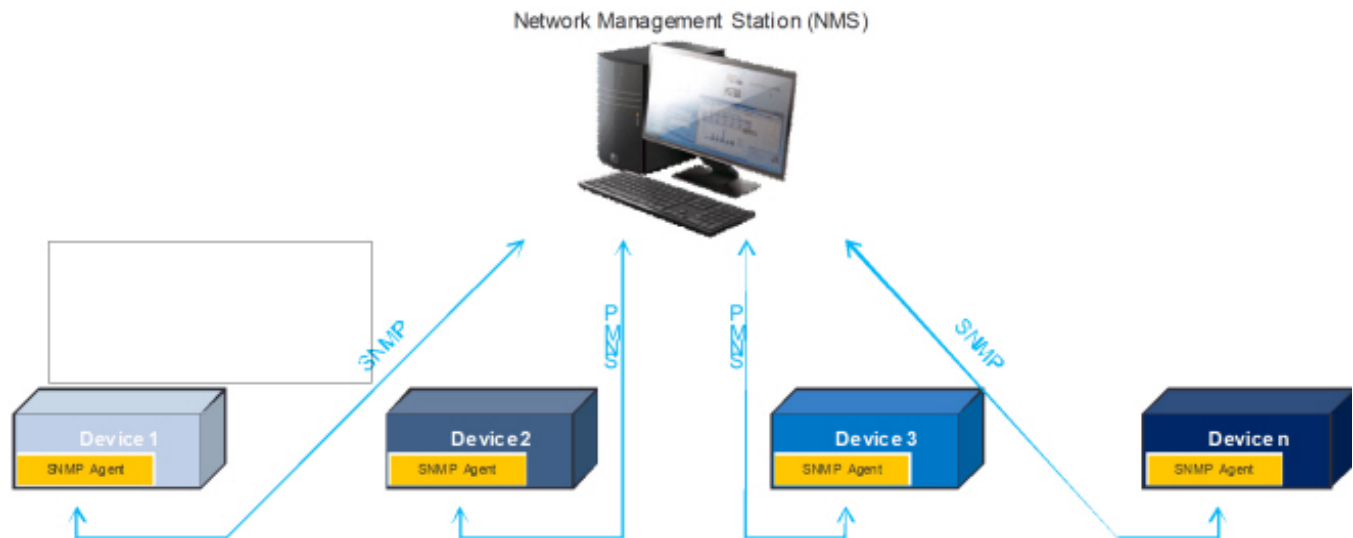 Network Management Station (NMS)
SNMP
SNMP
SNMP
SNMP
Device 1
SNMP Agent
Device 2
SNMP Agent
Device 3
SNMP Agent
Device n
SNMP Agent